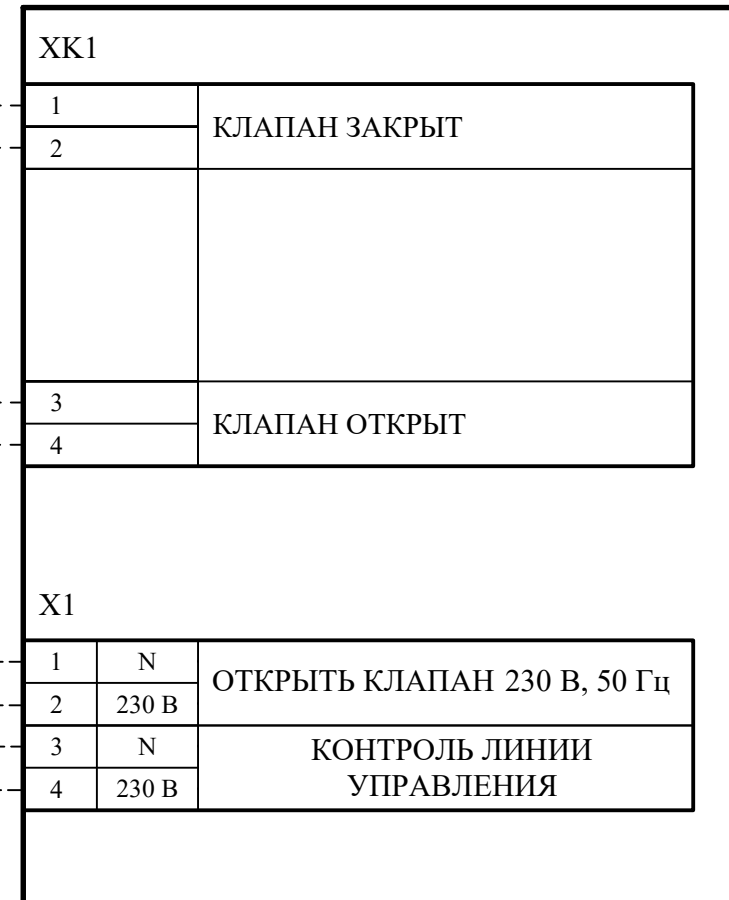 XK1
1
КЛАПАН ЗАКРЫТ
2
3
КЛАПАН ОТКРЫТ
4
X1
1 N
ОТКРЫТЬ КЛАПАН 230 В, 50 Гц
2 230 В
3 N
КОНТРОЛЬ ЛИНИИ
УПРАВЛЕНИЯ
4 230 В